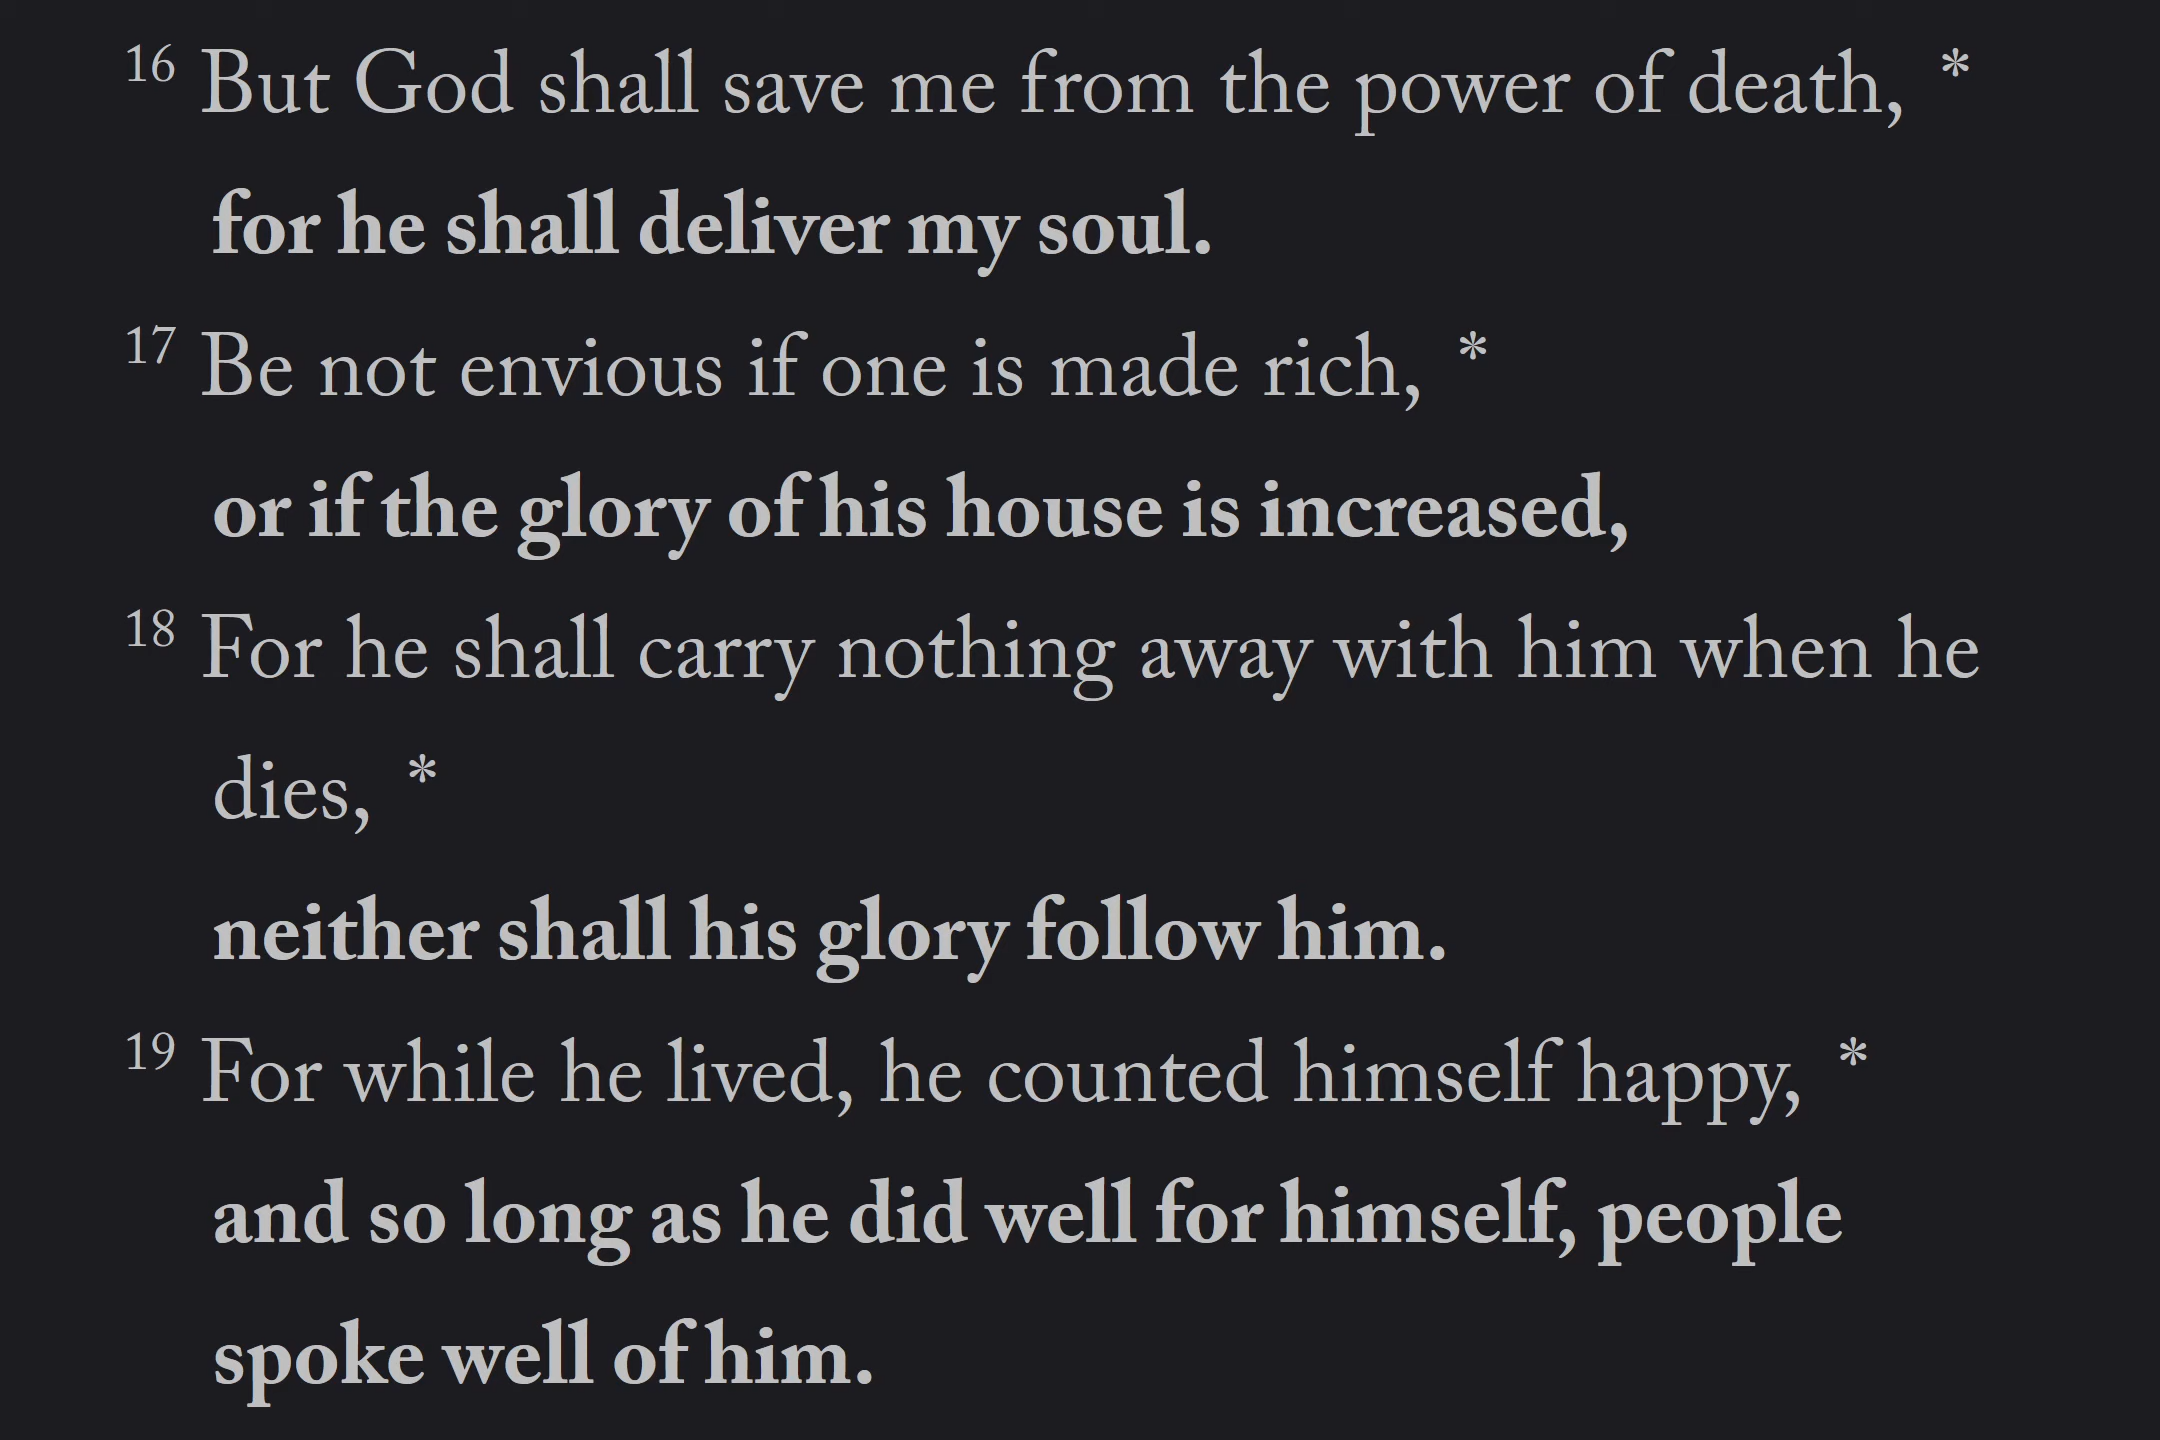 16 But God shall save me from the power of death, *
for he shall deliver my soul.
17 Be not envious if one is made rich, *
or if the glory of his house is increased,
18 For he shall carry nothing away with him when he
dies, *
neither shall his glory follow him.
19 For while he lived, he counted himself happy, *
and so long as he did well for himself, people
spoke well of him.